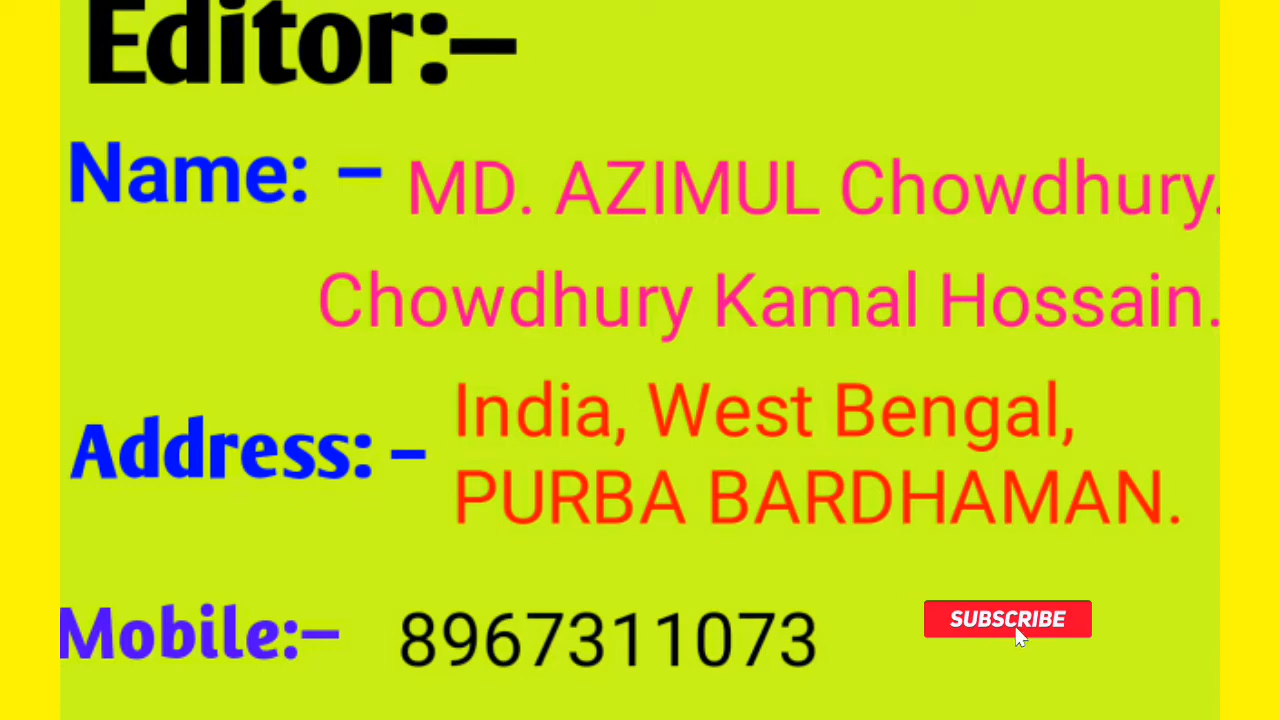 Editor:–
Name: – MD. AZIMUL Chowdhury.
Chowdhury Kamal Hossain.
Address: – India, West Bengal,
PURBA BARDHAMAN.
Mobile:– 8967311073
SUBSCRIBE